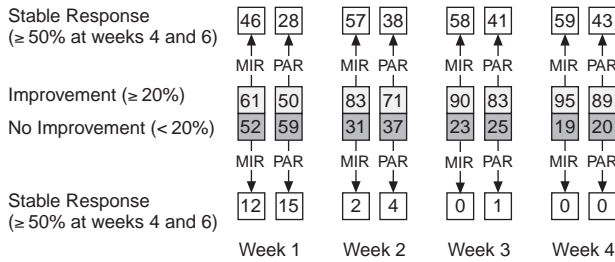 Stable Response 46 28 57 38 58 41 59 43
(≥ 50% at weeks 4 and 6)
MIR PAR MIR PAR MIR PAR MIR PAR
Improvement (≥ 20%) 61 50 83 71 90 83 95 89
No Improvement (< 20%) 52 59 31 37 23 25 19 20
MIR PAR MIR PAR MIR PAR MIR PAR
Stable Response 12 15 2 4 0 1 0 0
(≥ 50% at weeks 4 and 6)
Week 1 Week 2 Week 3 Week 4